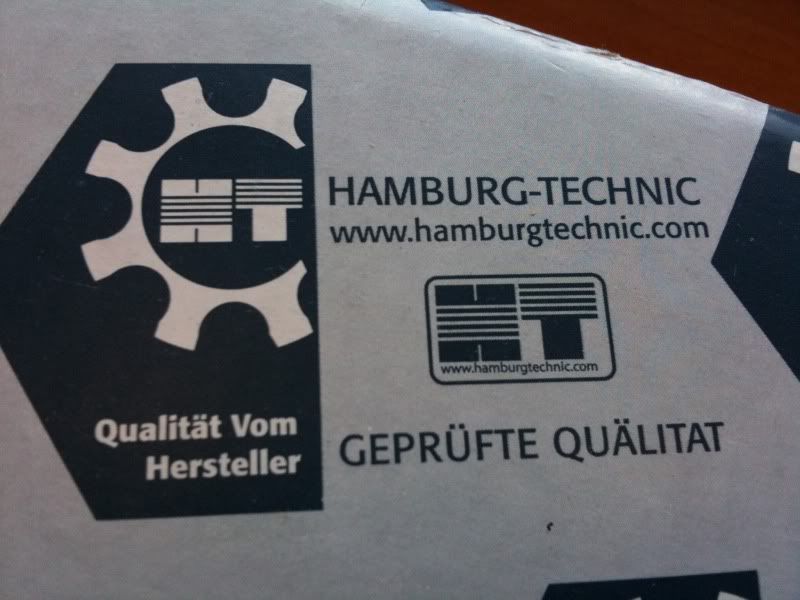 HT
HAMBURG-TECHNIC
www.hamburgtechnic.com
HT
www.hamburgtechnic.com
Qualität Vom
Hersteller
GEPRÜFTE QUÄLITAT